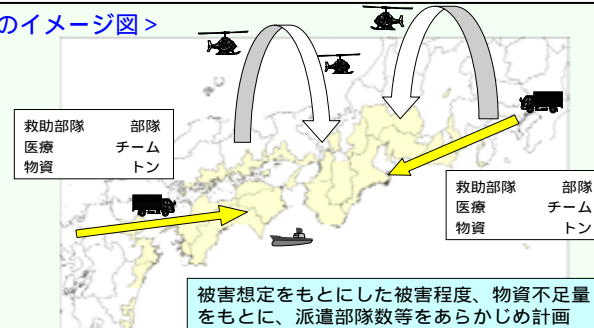 のイメージ図>
救助部隊 部隊
医療 チーム
物資 トン
救助部隊 部隊
医療 チーム
物資 トン
被害想定をもとにした被害程度、物資不足量
をもとに、派遣部隊数等をあらかじめ計画